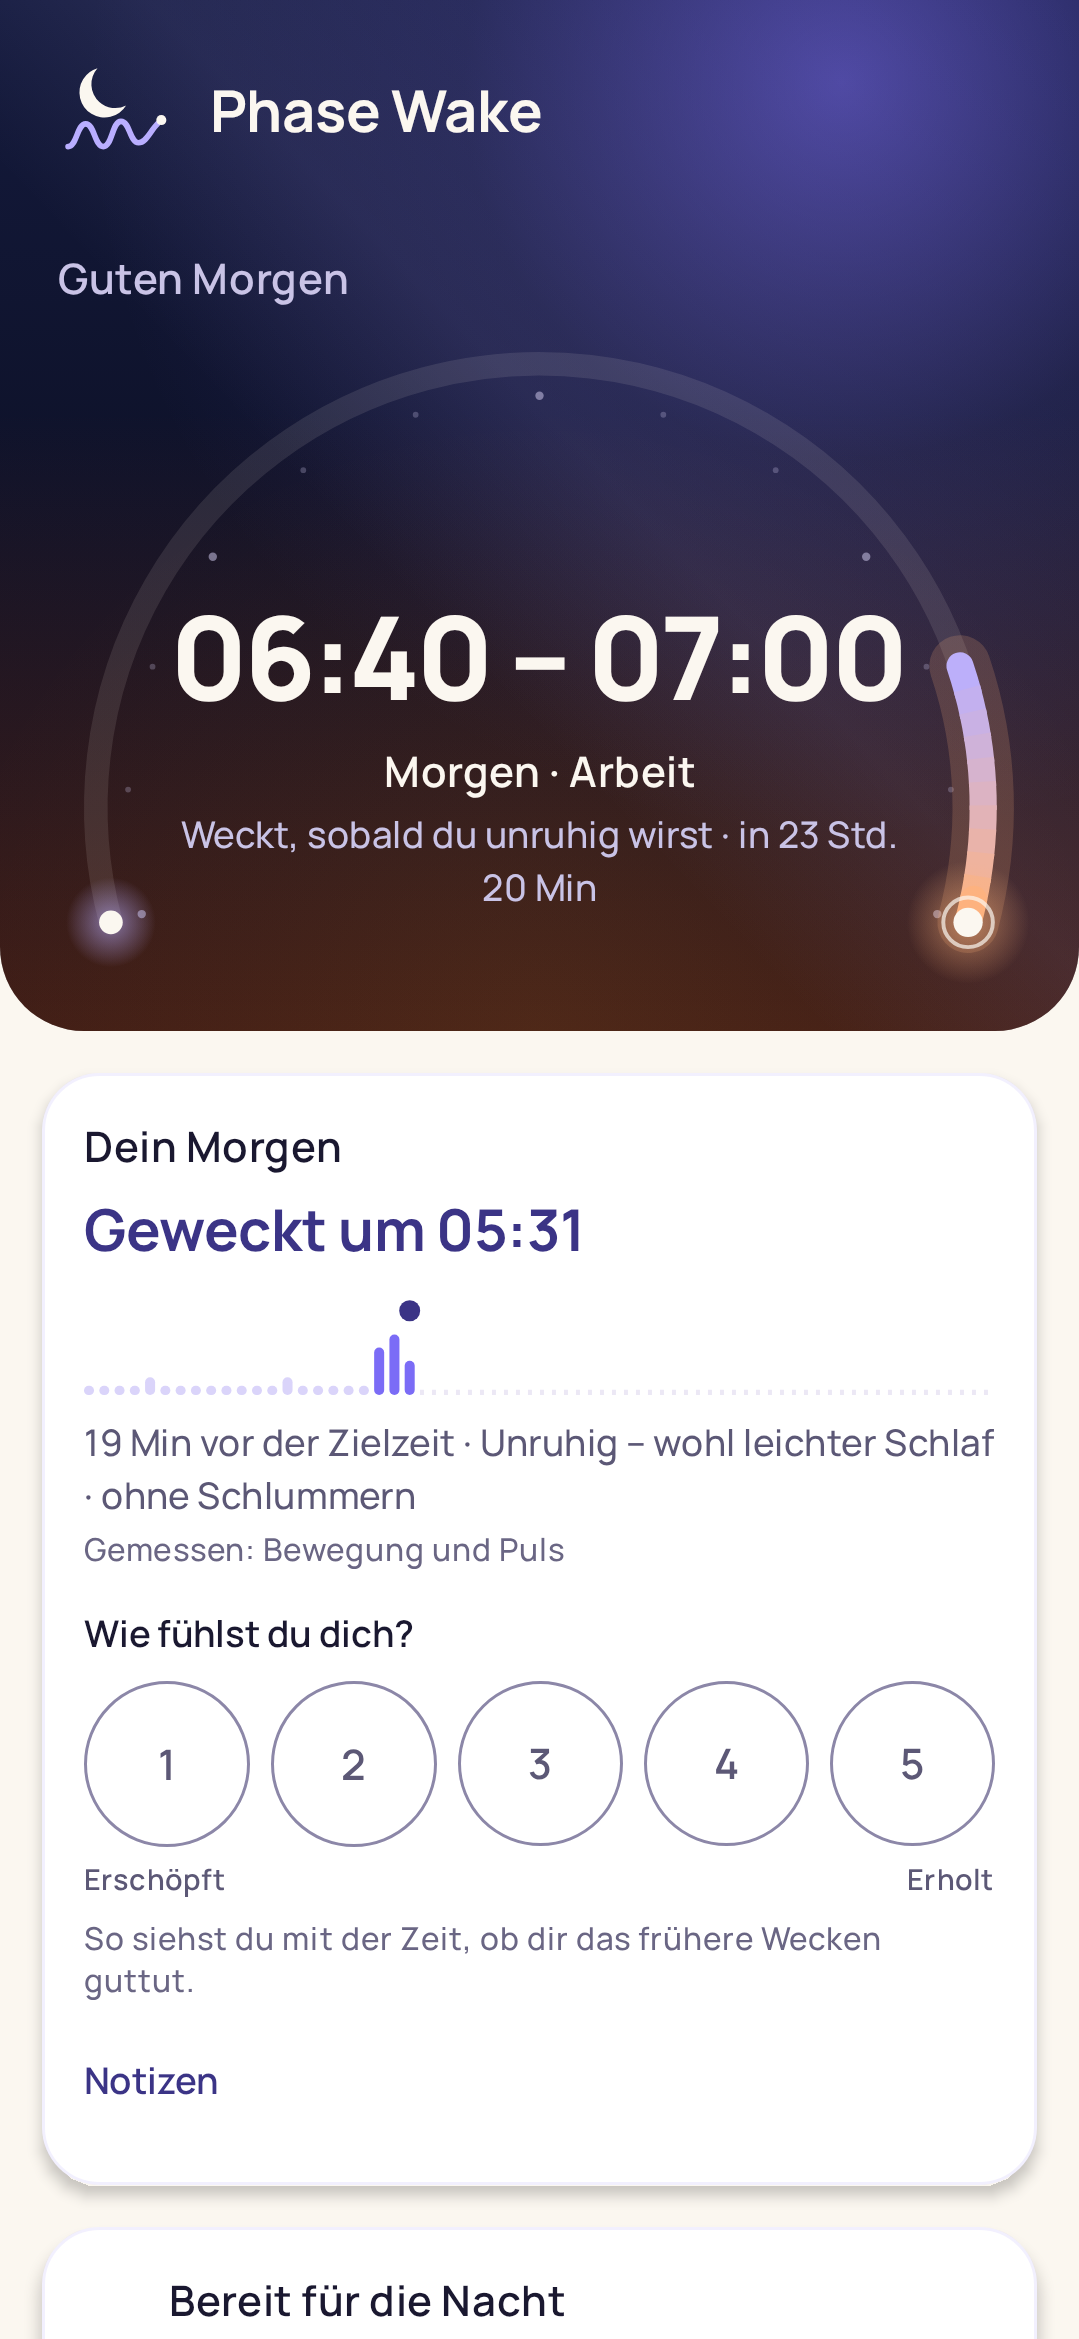 Phase Wake
Guten Morgen
06:40 – 07:00
Morgen · Arbeit
Weckt, sobald du unruhig wirst · in 23 Std.
20 Min
Dein Morgen
Geweckt um 05:31
19 Min vor der Zielzeit · Unruhig – wohl leichter Schlaf
· ohne Schlummern
Gemessen: Bewegung und Puls
Wie fühlst du dich?
1 2 3 4 5
Erschöpft Erholt
So siehst du mit der Zeit, ob dir das frühere Wecken
guttut.
Notizen
Bereit für die Nacht